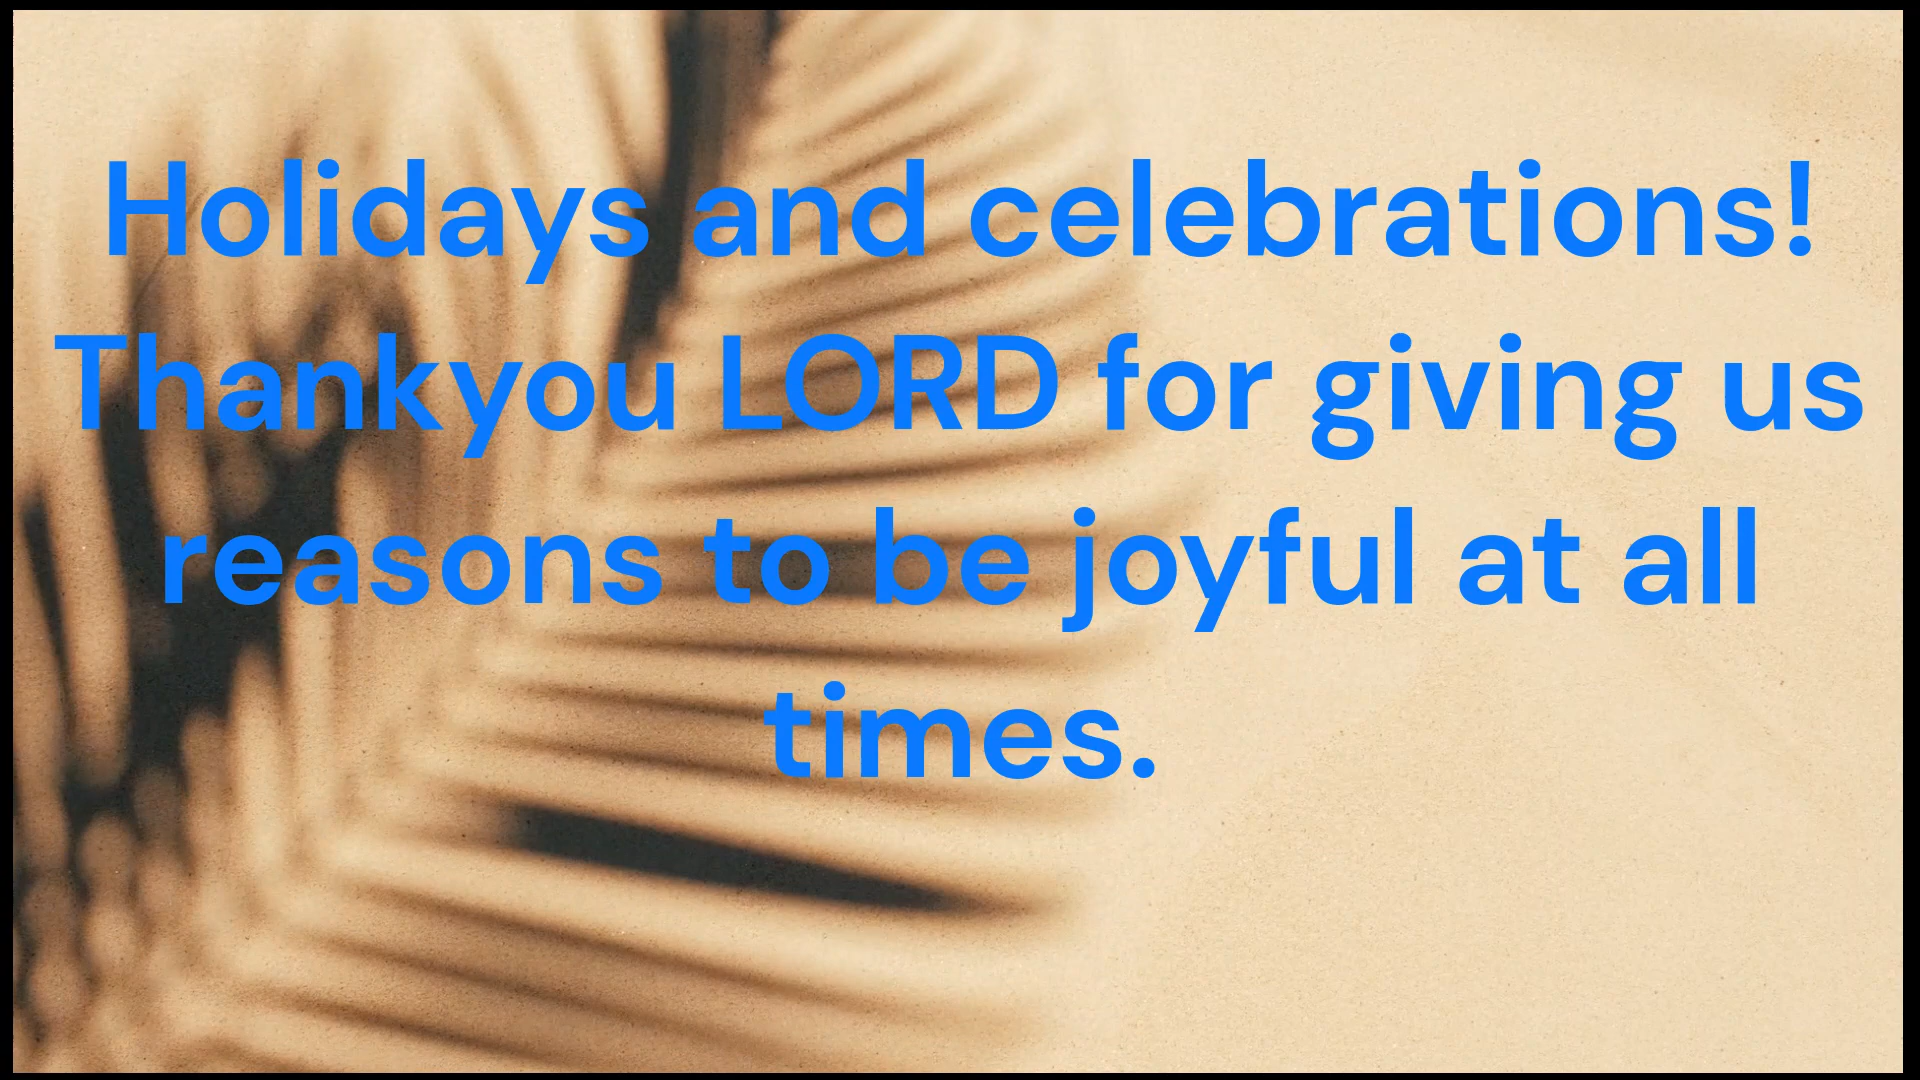 Holidays and celebrations!
Thankyou LORD for giving us
reasons to be joyful at all
times.